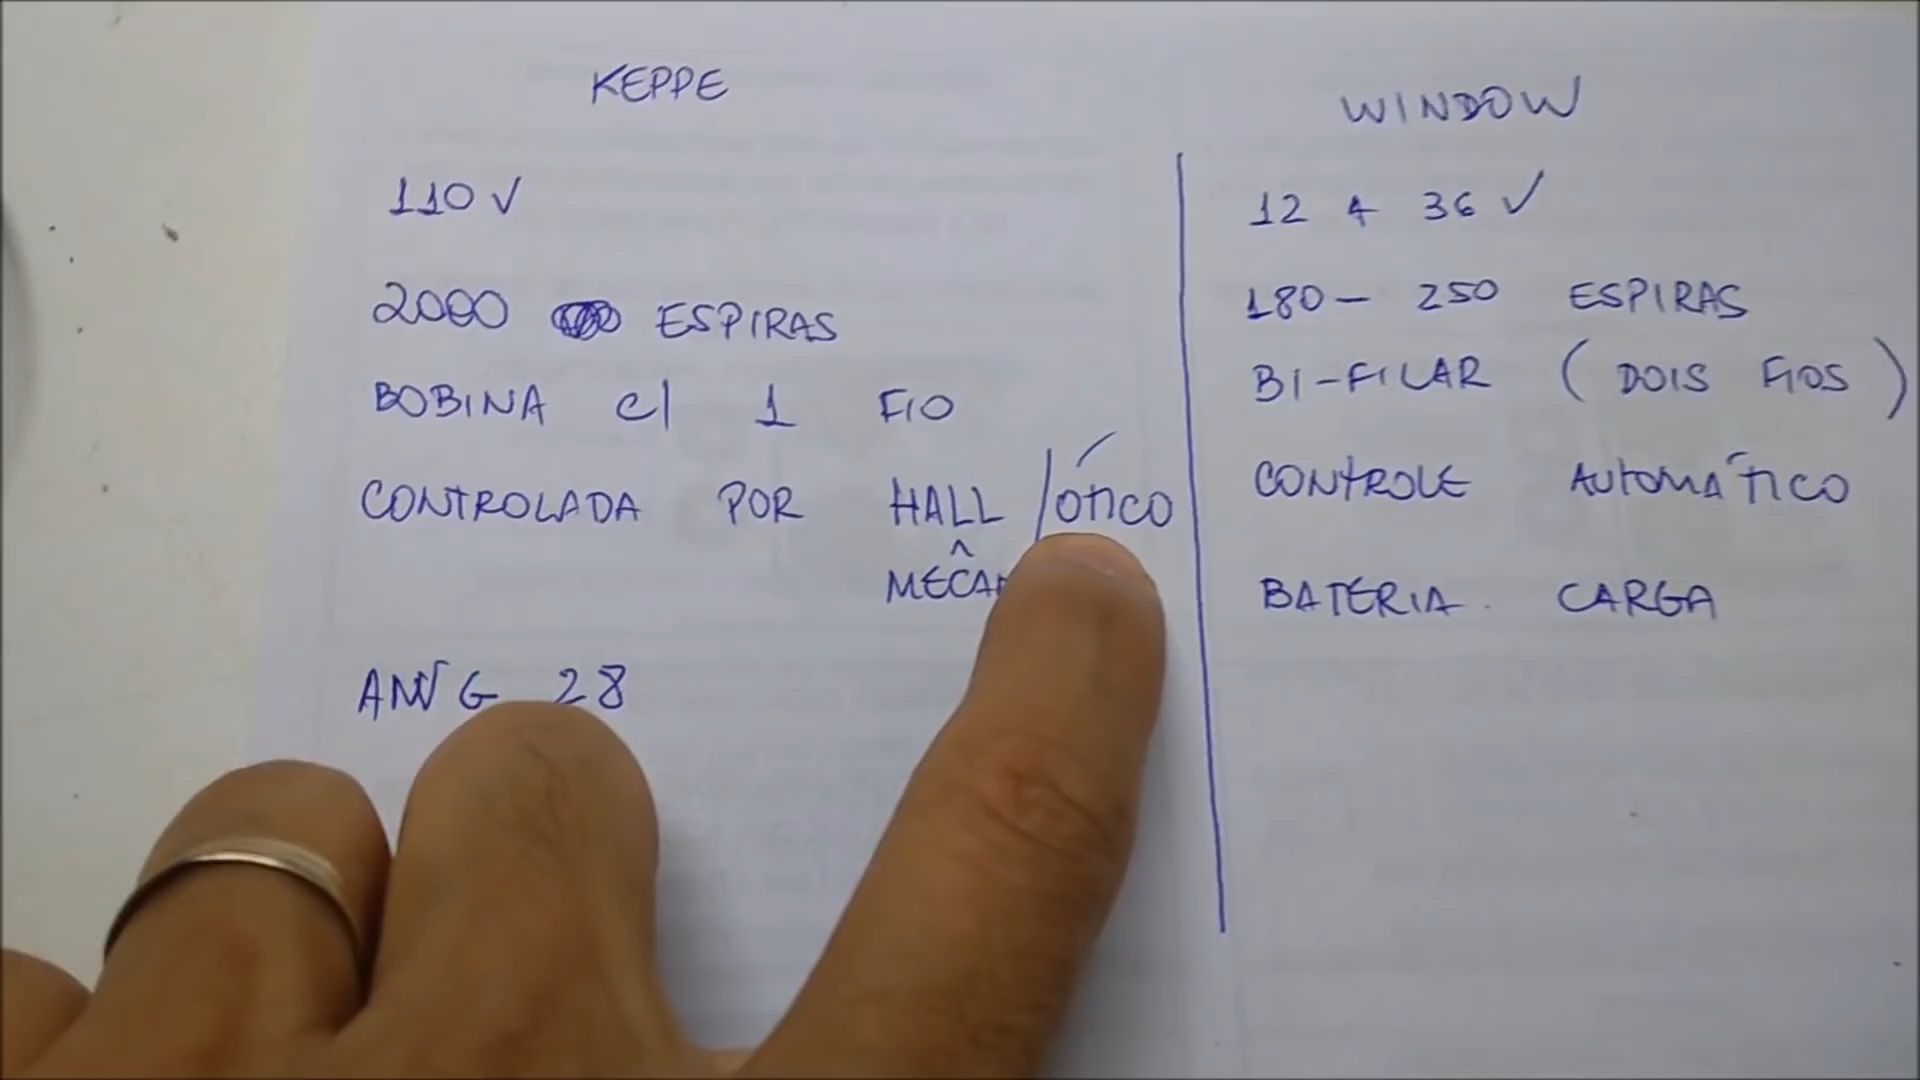 KEPPE
110 V
2000 ESPIRAS
BOBINA c/ 1 FIO
CONTROLADA POR HALL / ÓTICO
AWG 28
WINDOW
12 A 36 V
180 - 250 ESPIRAS
BI-FILAR (DOIS FIOS)
CONTROLE AUTOMÁTICO
BATERIA CARGA